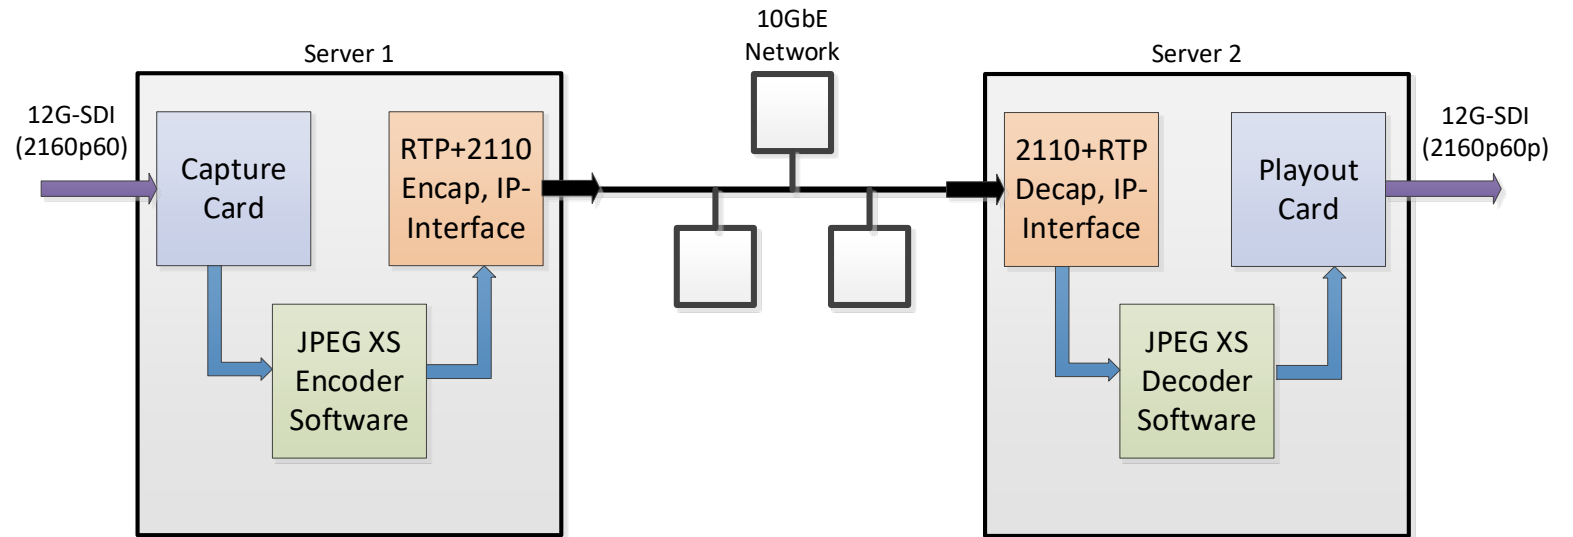 10GbE
Network
Server 1
Server 2
12G-SDI
(2160p60)
Capture
Card
RTP+2110
Encap, IP-
Interface
JPEG XS
Encoder
Software
2110+RTP
Decap, IP-
Interface
Playout
Card
JPEG XS
Decoder
Software
12G-SDI
(2160p60p)